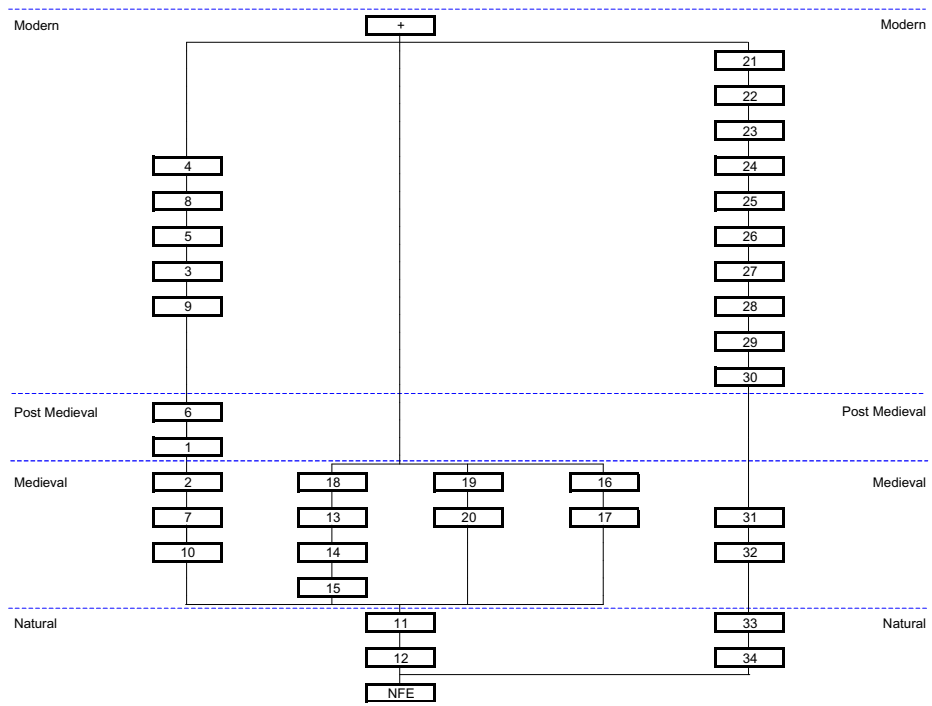 Modern + Modern
21
22
23
4 24
8 25
5 26
3 27
9 28
29
30
Post Medieval 6 Post Medieval
1
Medieval 2 18 19 16 Medieval
7 13 20 17 31
10 14 32
15
Natural 11 33 Natural
12 34
NFE